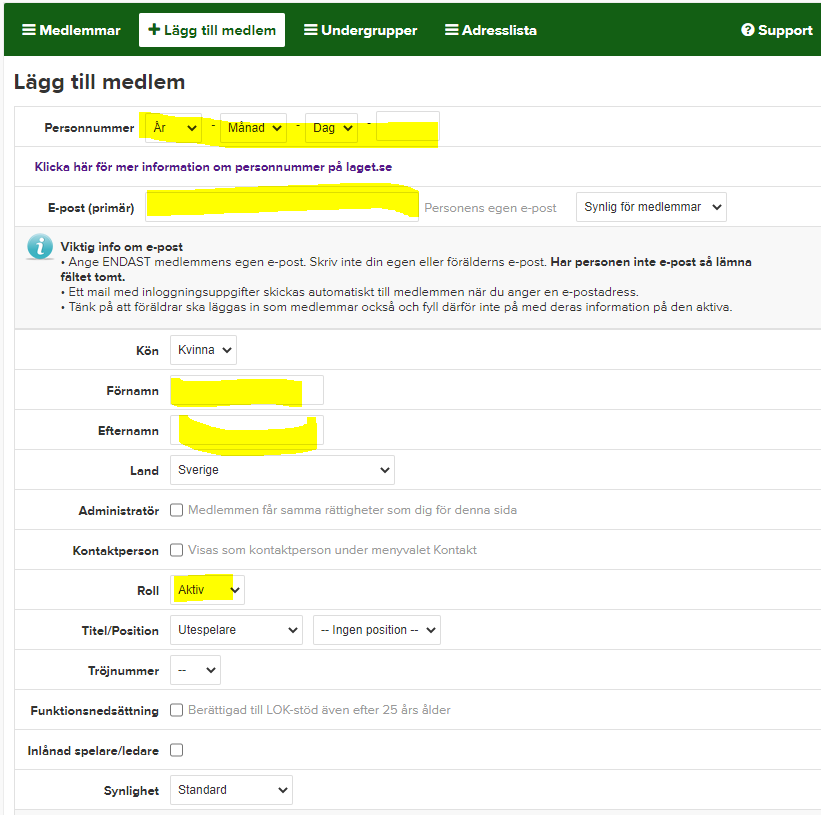 Medlemmar + Lägg till medlem Undergrupper Adresslista ? Support
Lägg till medlem
Personnummer År - Månad - Dag -
Klicka här för mer information om personnummer på laget.se
E-post (primär) Personens egen e-post Synlig för medlemmar
i Viktig info om e-post
• Ange ENDAST medlemmens egen e-post. Skriv inte din egen eller förälderns e-post. Har personen inte e-post så lämna
fältet tomt.
• Ett mail med inloggningsuppgifter skickas automatiskt till medlemmen när du anger en e-postadress.
• Tänk på att föräldrar ska läggas in som medlemmar också och fyll därför inte på med deras information på den aktiva.
Kön Kvinna
Förnamn
Efternamn
Land Sverige
Administratör Medlemmen får samma rättigheter som dig för denna sida
Kontaktperson Visas som kontaktperson under menyvalet Kontakt
Roll Aktiv
Titel/Position Utespelare -- Ingen position --
Tröjnummer --
Funktionsnedsättning Berättigad till LOK-stöd även efter 25 års ålder
Inlånad spelare/ledare
Synlighet Standard